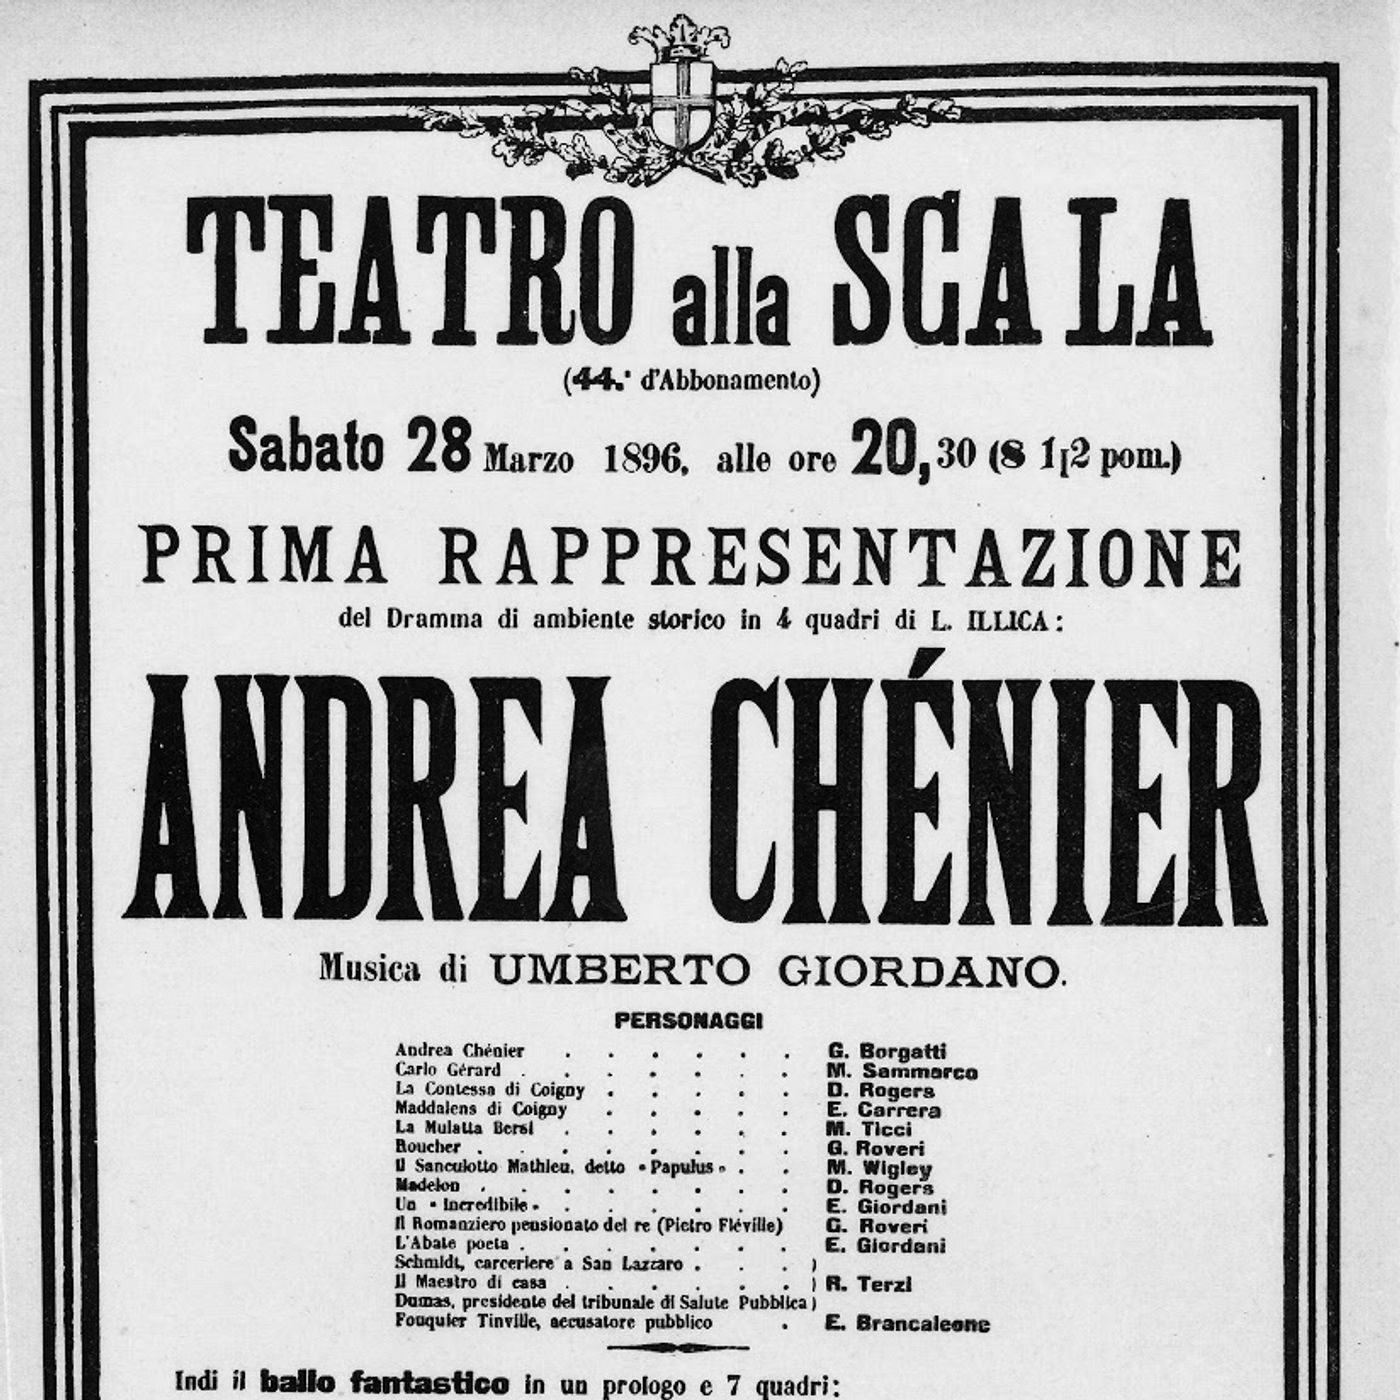 TEATRO alla SCALA
(44.ª d'Abbonamento)
Sabato 28 Marzo 1896, alle ore 20,30 (8 1|2 pom.)
PRIMA RAPPRESENTAZIONE
del Dramma di ambiente storico in 4 quadri di L. ILLICA:
ANDREA CHÉNIER
Musica di UMBERTO GIORDANO.
PERSONAGGI
Andrea Chénier . . . . . . G. Borgatti
Carlo Gérard . . . . . . . M. Sammarco
La Contessa di Coigny . . . . . D. Rogers
Maddalena di Coigny . . . . . E. Carrera
La Mulatta Bersi . . . . . . M. Ticci
Roucher . . . . . . . . G. Roveri
Il Sanculotto Mathieu, detto «Papulus» . . M. Wigley
Madelon . . . . . . . . D. Rogers
Un «Incredibile» . . . . . . E. Giordani
Il Romanziero pensionato del re (Pietro Fléville) G. Roveri
L'Abate poeta . . . . . . . E. Giordani
Schmidt, carceriere a San Lazzaro . . . )
Il Maestro di casa . . . . . . ) R. Terzi
Dumas, presidente del tribunale di Salute Pubblica )
Fouquier Tinville, accusatore pubblico . E. Brancaleone
Indi il ballo fantastico in un prologo e 7 quadri: